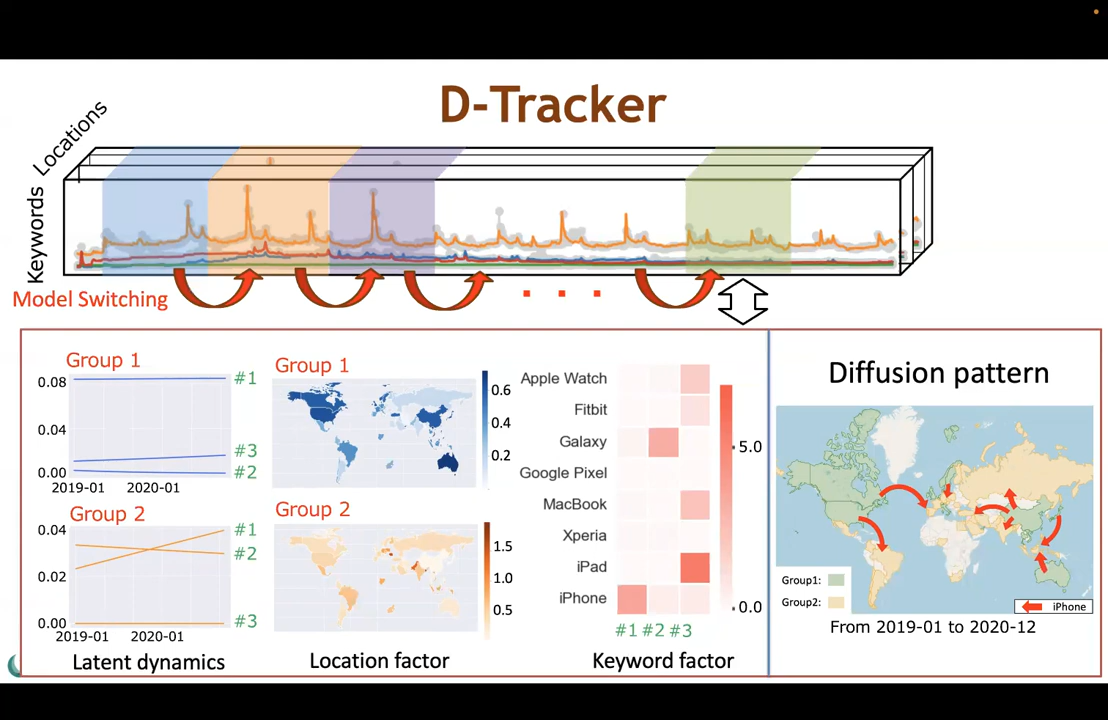 D-Tracker
Locations
Keywords
Model Switching
Group 1
0.08
0.04
0.00
#1
#3
#2
2019-01 2020-01
Group 2
0.04
0.02
0.00
#1
#2
#3
2019-01 2020-01
Latent dynamics
Group 1
0.6
0.4
0.2
Group 2
1.5
1.0
0.5
Location factor
Apple Watch
Fitbit
Galaxy
Google Pixel
MacBook
Xperia
iPad
iPhone
#1 #2 #3
5.0
0.0
Keyword factor
Diffusion pattern
Group1:
Group2:
iPhone
From 2019-01 to 2020-12